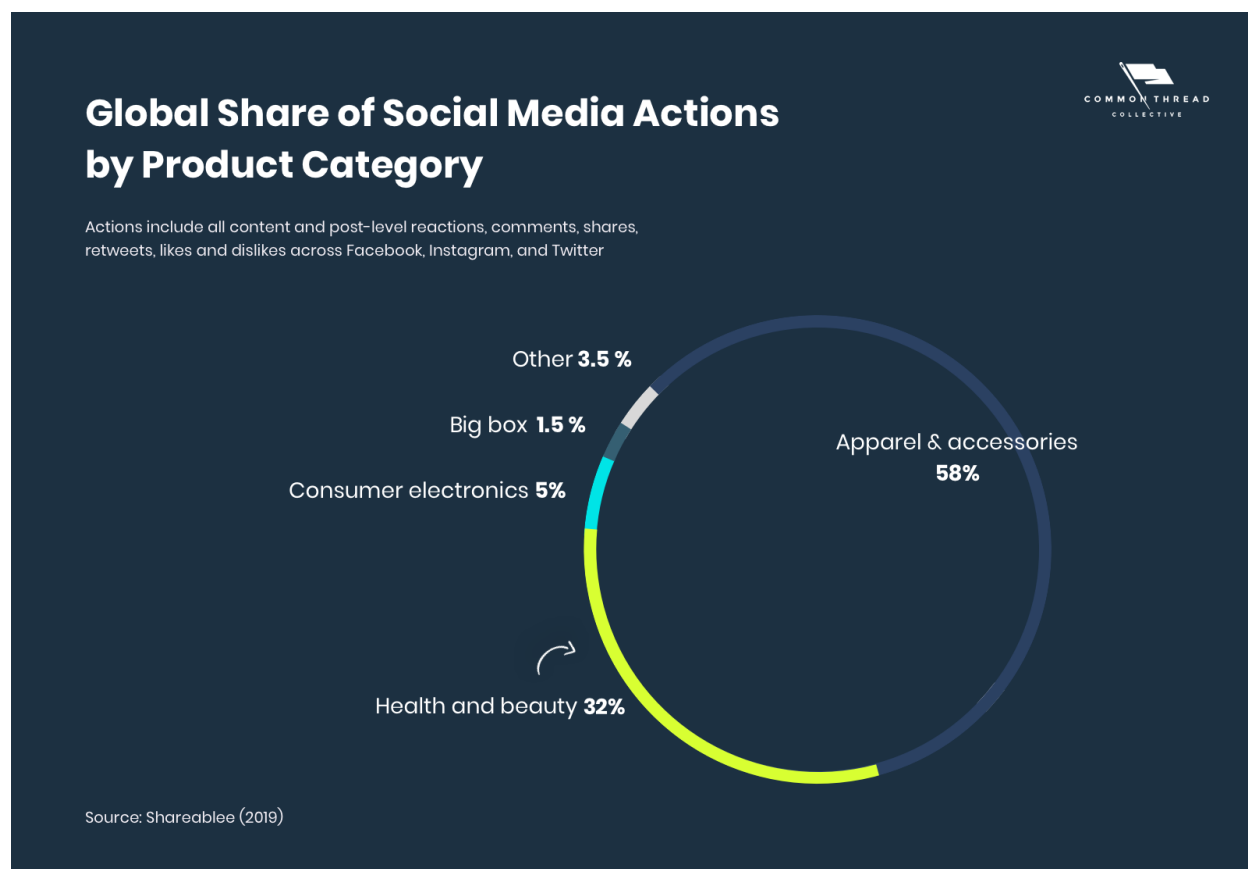 COMMON THREAD
COLLECTIVE
Global Share of Social Media Actions
by Product Category
Actions include all content and post-level reactions, comments, shares,
retweets, likes and dislikes across Facebook, Instagram, and Twitter
Other 3.5 %
Big box 1.5 %
Apparel & accessories
58%
Consumer electronics 5%
Health and beauty 32%
Source: Shareablee (2019)